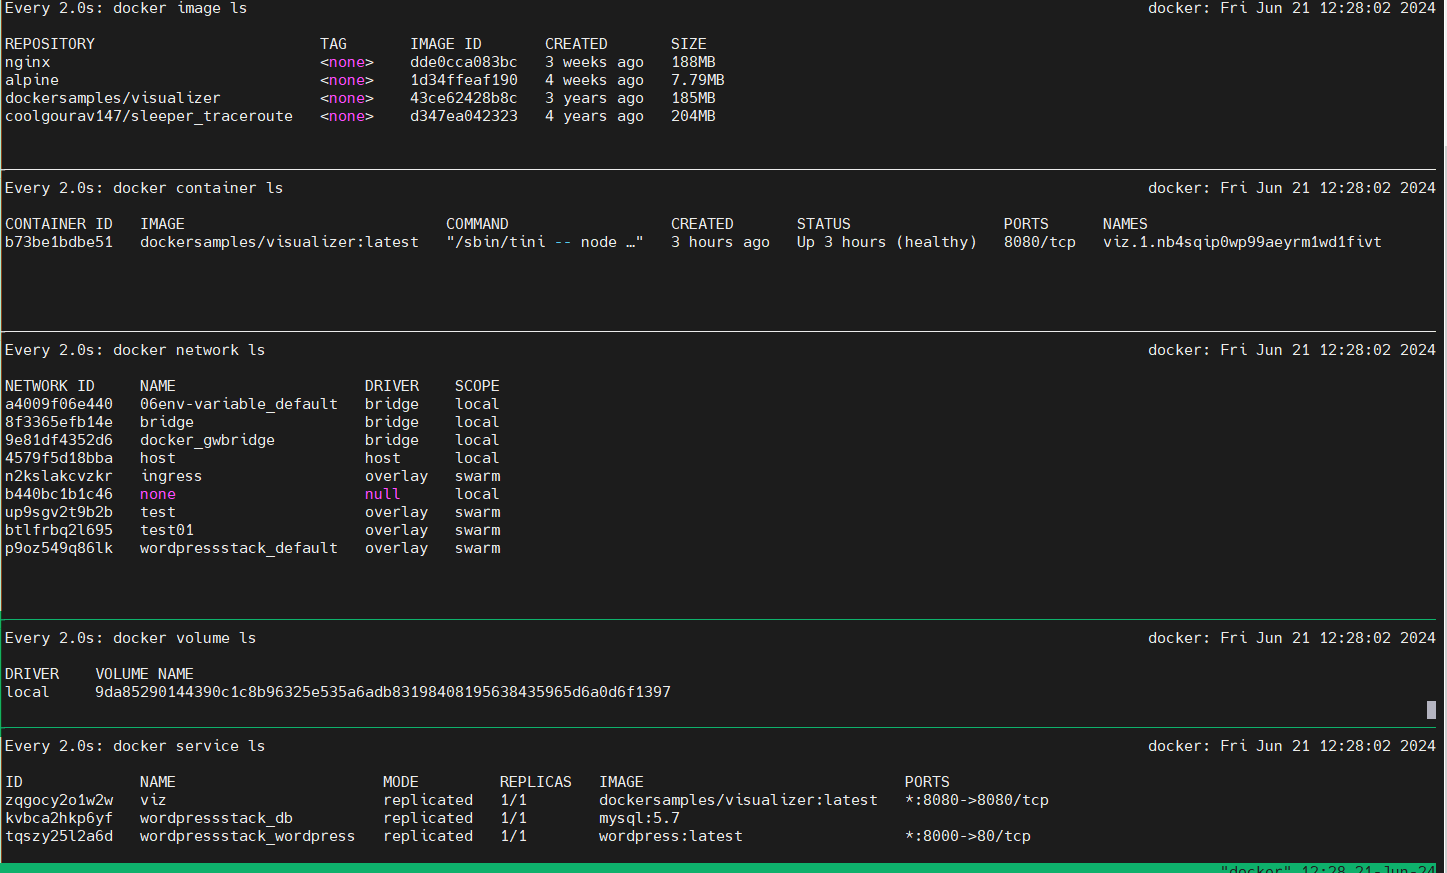 Every 2.0s: docker image ls docker: Fri Jun 21 12:28:02 2024
REPOSITORY TAG IMAGE ID CREATED SIZE
nginx <none> dde0cca083bc 3 weeks ago 188MB
alpine <none> 1d34ffeaf190 4 weeks ago 7.79MB
dockersamples/visualizer <none> 43ce62428b8c 3 years ago 185MB
coolgourav147/sleeper_traceroute <none> d347ea042323 4 years ago 204MB
Every 2.0s: docker container ls docker: Fri Jun 21 12:28:02 2024
CONTAINER ID IMAGE COMMAND CREATED STATUS PORTS NAMES
b73be1bdbe51 dockersamples/visualizer:latest "/sbin/tini -- node …" 3 hours ago Up 3 hours (healthy) 8080/tcp viz.1.nb4sqip0wp99aeyrm1wd1fivt
Every 2.0s: docker network ls docker: Fri Jun 21 12:28:02 2024
NETWORK ID NAME DRIVER SCOPE
a4009f06e440 06env-variable_default bridge local
8f3365efb14e bridge bridge local
9e81df4352d6 docker_gwbridge bridge local
4579f5d18bba host host local
n2kslakcvzkr ingress overlay swarm
b440bc1b1c46 none null local
up9sgv2t9b2b test overlay swarm
btlfrbq2l695 test01 overlay swarm
p9oz549q86lk wordpressstack_default overlay swarm
Every 2.0s: docker volume ls docker: Fri Jun 21 12:28:02 2024
DRIVER VOLUME NAME
local 9da85290144390c1c8b96325e535a6adb83198408195638435965d6a0d6f1397
Every 2.0s: docker service ls docker: Fri Jun 21 12:28:02 2024
ID NAME MODE REPLICAS IMAGE PORTS
zqgocy2o1w2w viz replicated 1/1 dockersamples/visualizer:latest *:8080->8080/tcp
kvbca2hkp6yf wordpressstack_db replicated 1/1 mysql:5.7
tqszy25l2a6d wordpressstack_wordpress replicated 1/1 wordpress:latest *:8000->80/tcp
"docker" 12:28 21-Jun-24